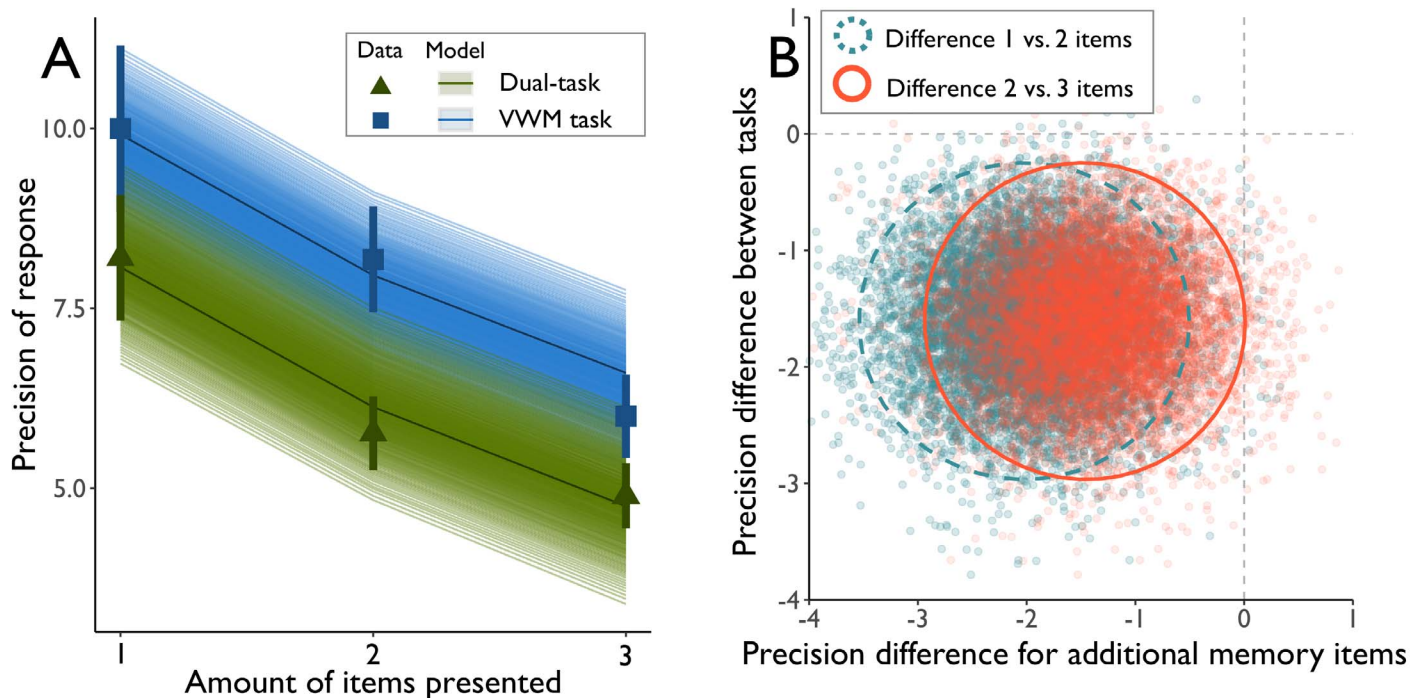 A
Data Model
Dual-task
VWM task
10.0
7.5
5.0
Precision of response
1 2 3
Amount of items presented
B
Difference 1 vs. 2 items
Difference 2 vs. 3 items
1
0
-1
-2
-3
-4
Precision difference between tasks
-4 -3 -2 -1 0 1
Precision difference for additional memory items